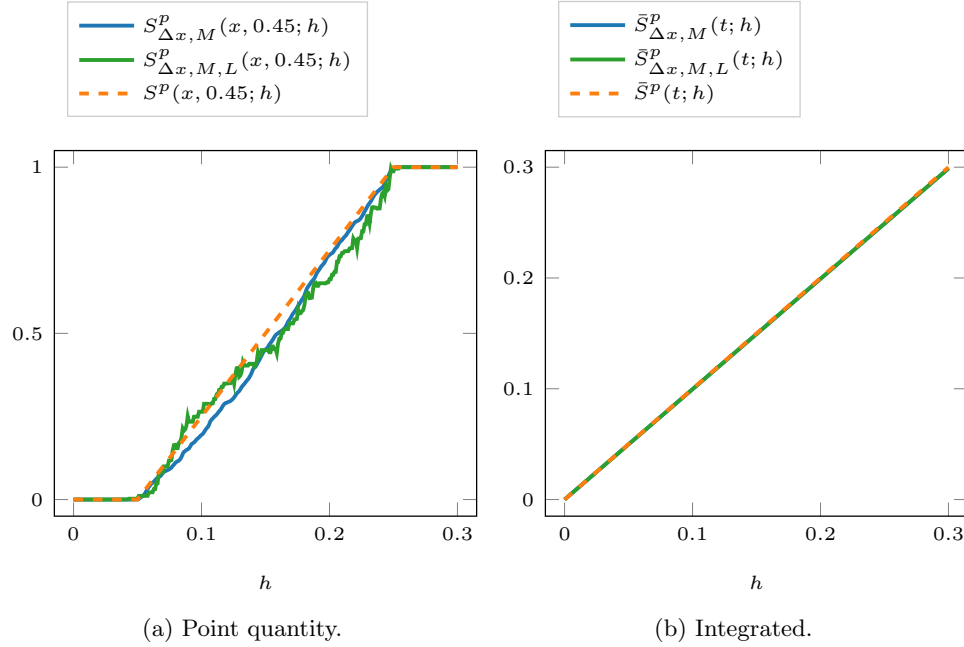 S^p_{Δx,M}(x, 0.45; h)
S^p_{Δx,M,L}(x, 0.45; h)
S^p(x, 0.45; h)
1
0.5
0
0 0.1 0.2 0.3
h
(a) Point quantity.
S̄^p_{Δx,M}(t; h)
S̄^p_{Δx,M,L}(t; h)
S̄^p(t; h)
0.3
0.2
0.1
0
0 0.1 0.2 0.3
h
(b) Integrated.